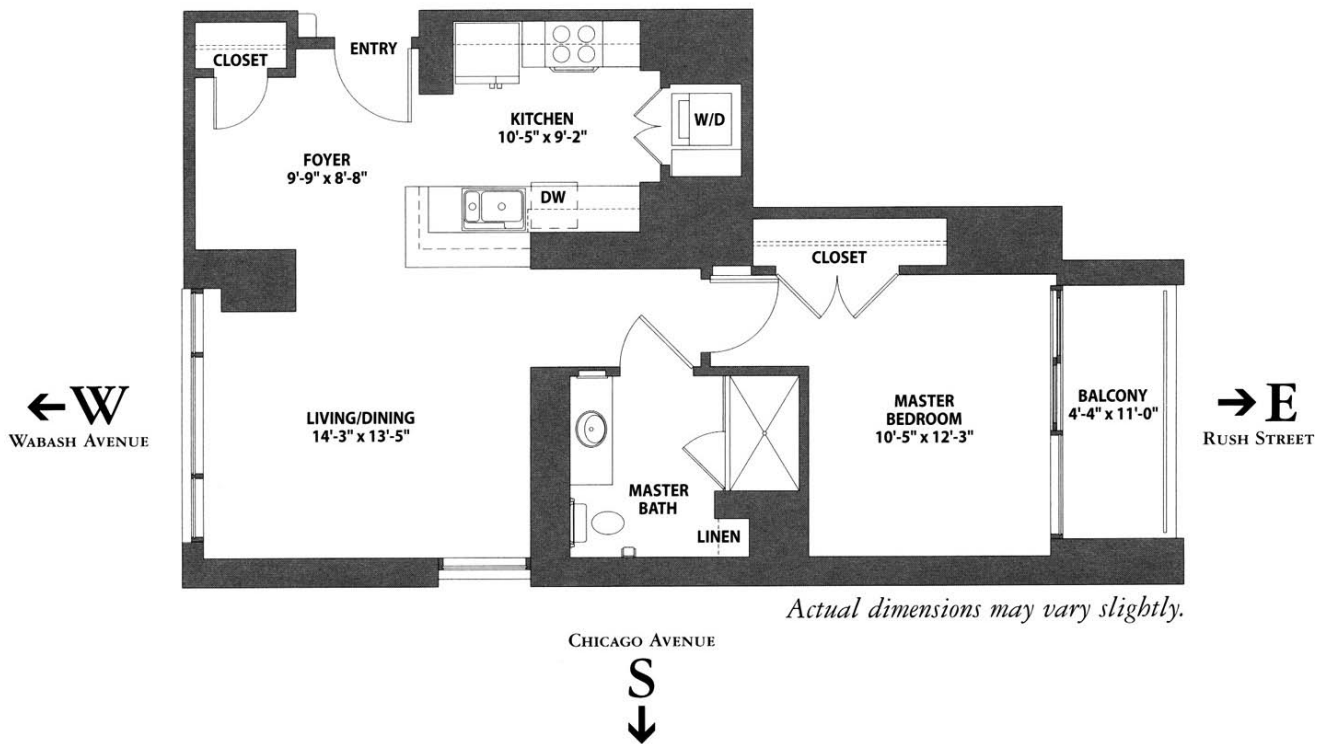 CLOSET
ENTRY
KITCHEN
10'-5" x 9'-2"
W/D
FOYER
9'-9" x 8'-8"
DW
CLOSET
←W
WABASH AVENUE
LIVING/DINING
14'-3" x 13'-5"
MASTER
BEDROOM
10'-5" x 12'-3"
BALCONY
4'-4" x 11'-0"
→E
RUSH STREET
MASTER
BATH
LINEN
Actual dimensions may vary slightly.
CHICAGO AVENUE
S
↓